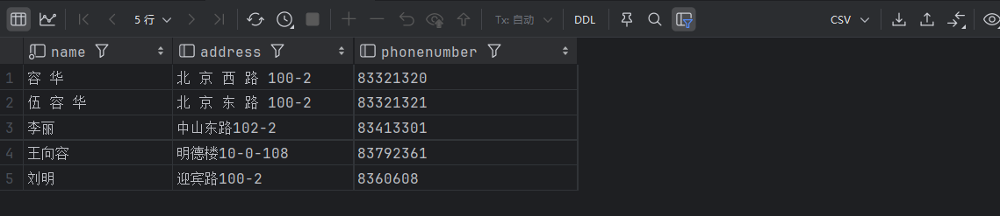 5 行 Tx: 自动 DDL CSV
name address phonenumber
1 容 华 北 京 西 路 100-2 83321320
2 伍 容 华 北 京 东 路 100-2 83321321
3 李丽 中山东路102-2 83413301
4 王向容 明德楼10-0-108 83792361
5 刘明 迎宾路100-2 8360608